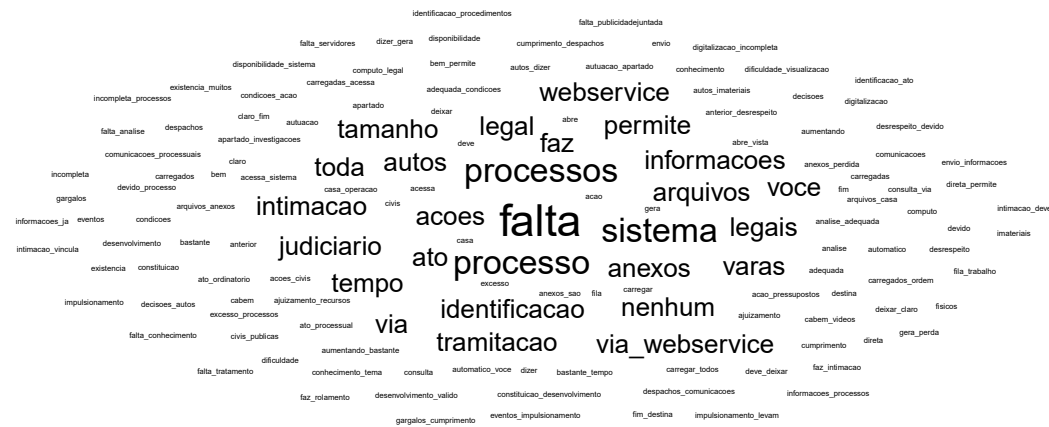 identificacao_procedimentos
falta_publicidadejuntada
falta_servidores dizer_gera disponibilidade cumprimento_despachos envio digitalizacao_incompleta
disponibilidade_sistema computo_legal bem_permite autos_dizer autuacao_apartado conhecimento dificuldade_visualizacao
existencia_muitos carregadas_acessa adequada_condicoes webservice autos_imateriais decisoes identificacao_ato
incompleta_processos condicoes_acao apartado deixar anterior_desrespeito digitalizacao
falta_analise despachos claro_fim autuacao tamanho legal abre faz permite aumentando desrespeito_devido
apartado_investigacoes deve abre_vista
comunicacoes_processuais claro toda autos processos informacoes anexos_perdida comunicacoes envio_informacoes
incompleta carregados bem acessa_sistema carregadas
gargalos devido_processo casa_operacao acessa arquivos voce fim consulta_via direta_permite
arquivos_anexos intimacao civis acao arquivos_casa
informacoes_ja eventos condicoes acoes falta gera sistema legais analise_adequada computo intimacao_deve
devido imateriais
intimacao_vincula desenvolvimento bastante anterior judiciario casa analise automatico desrespeito
existencia constituicao ato processo anexos varas adequada fila_trabalho
ato_ordinatorio acoes_civis tempo excesso carregados_ordem
anexos_sao fila carregar acao_pressupostos destina
impulsionamento decisoes_autos cabem ajuizamento_recursos identificacao nenhum deixar_claro fisicos
excesso_processos ajuizamento cabem_videos
falta_conhecimento civis_publicas ato_processual via gera_perda
aumentando_bastante tramitacao via_webservice cumprimento direta
dificuldade
falta_tratamento conhecimento_tema consulta automatico_voce dizer bastante_tempo carregar_todos deve_deixar faz_intimacao
faz_rolamento desenvolvimento_valido constituicao_desenvolvimento despachos_comunicacoes informacoes_processos
gargalos_cumprimento eventos_impulsionamento fim_destina impulsionamento_levam